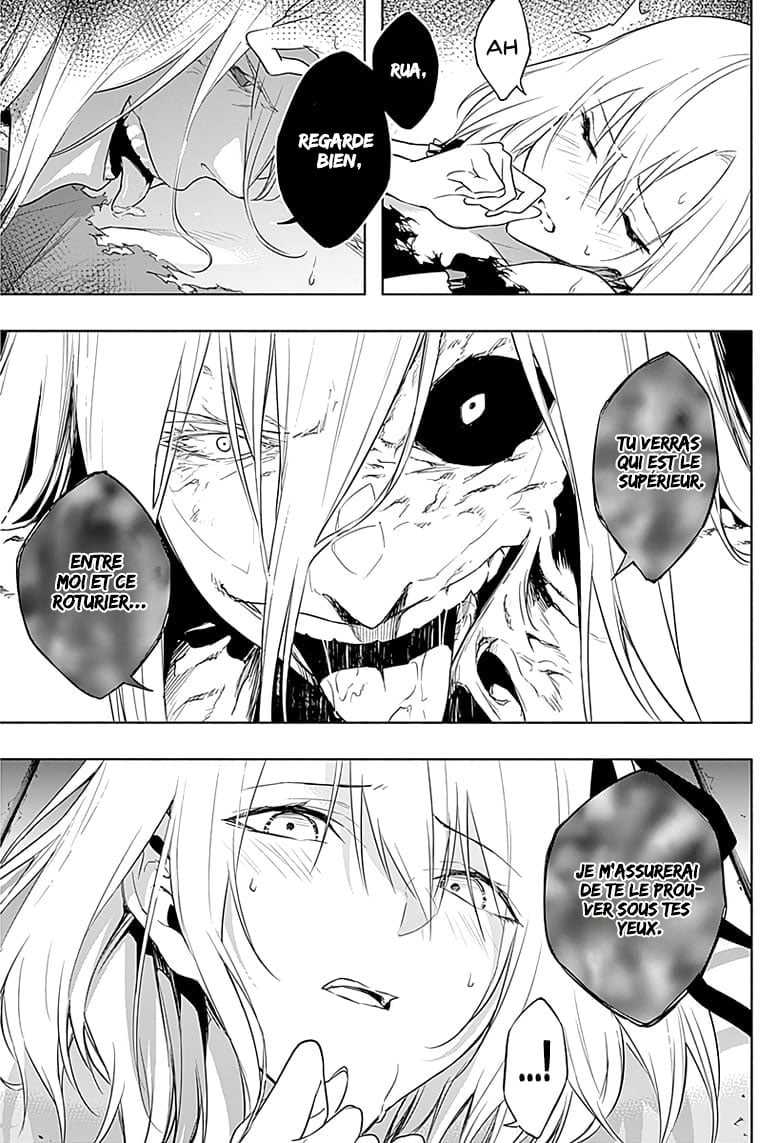 AH
RUA,
REGARDE
BIEN,
TU VERRAS
QUI EST LE
SUPÉRIEUR.
ENTRE
MOI ET CE
ROTURIER...
JE M'ASSURERAI
DE TE LE PROU-
VER SOUS TES
YEUX.
....!